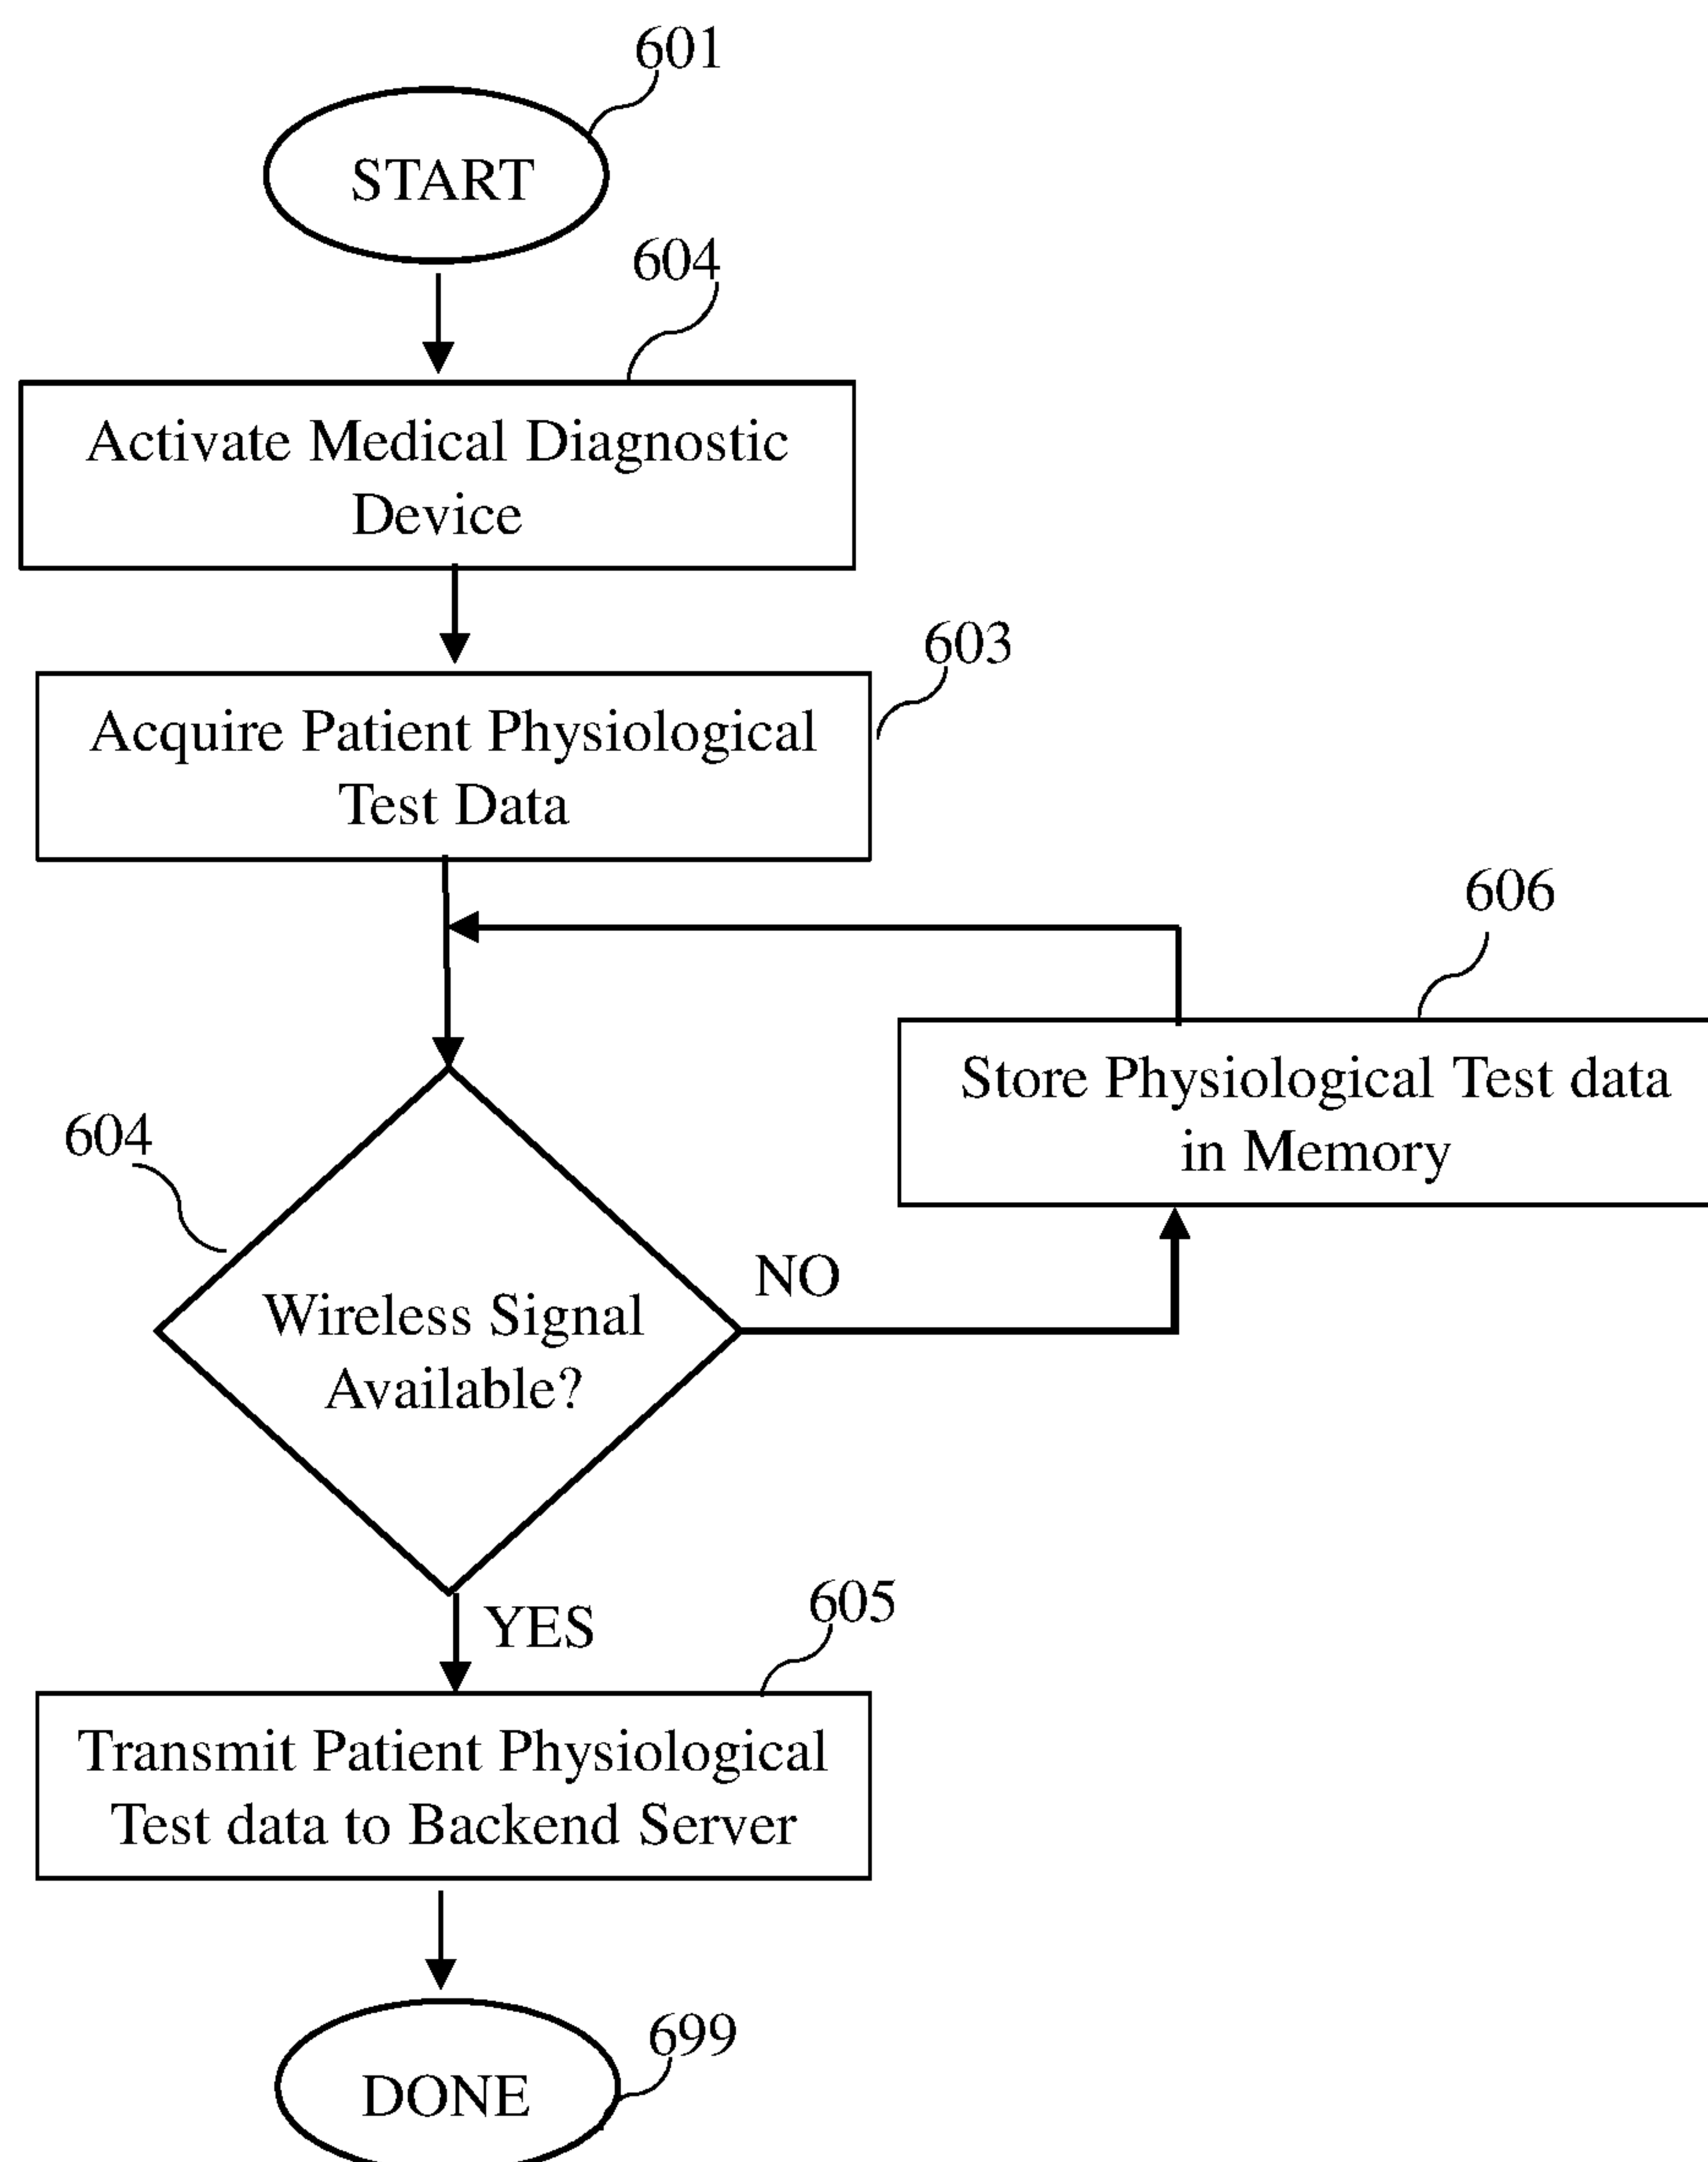 601
START
604
Activate Medical Diagnostic
Device
603
Acquire Patient Physiological
Test Data
606
Store Physiological Test data
in Memory
604
Wireless Signal
Available?
NO
YES
605
Transmit Patient Physiological
Test data to Backend Server
699
DONE